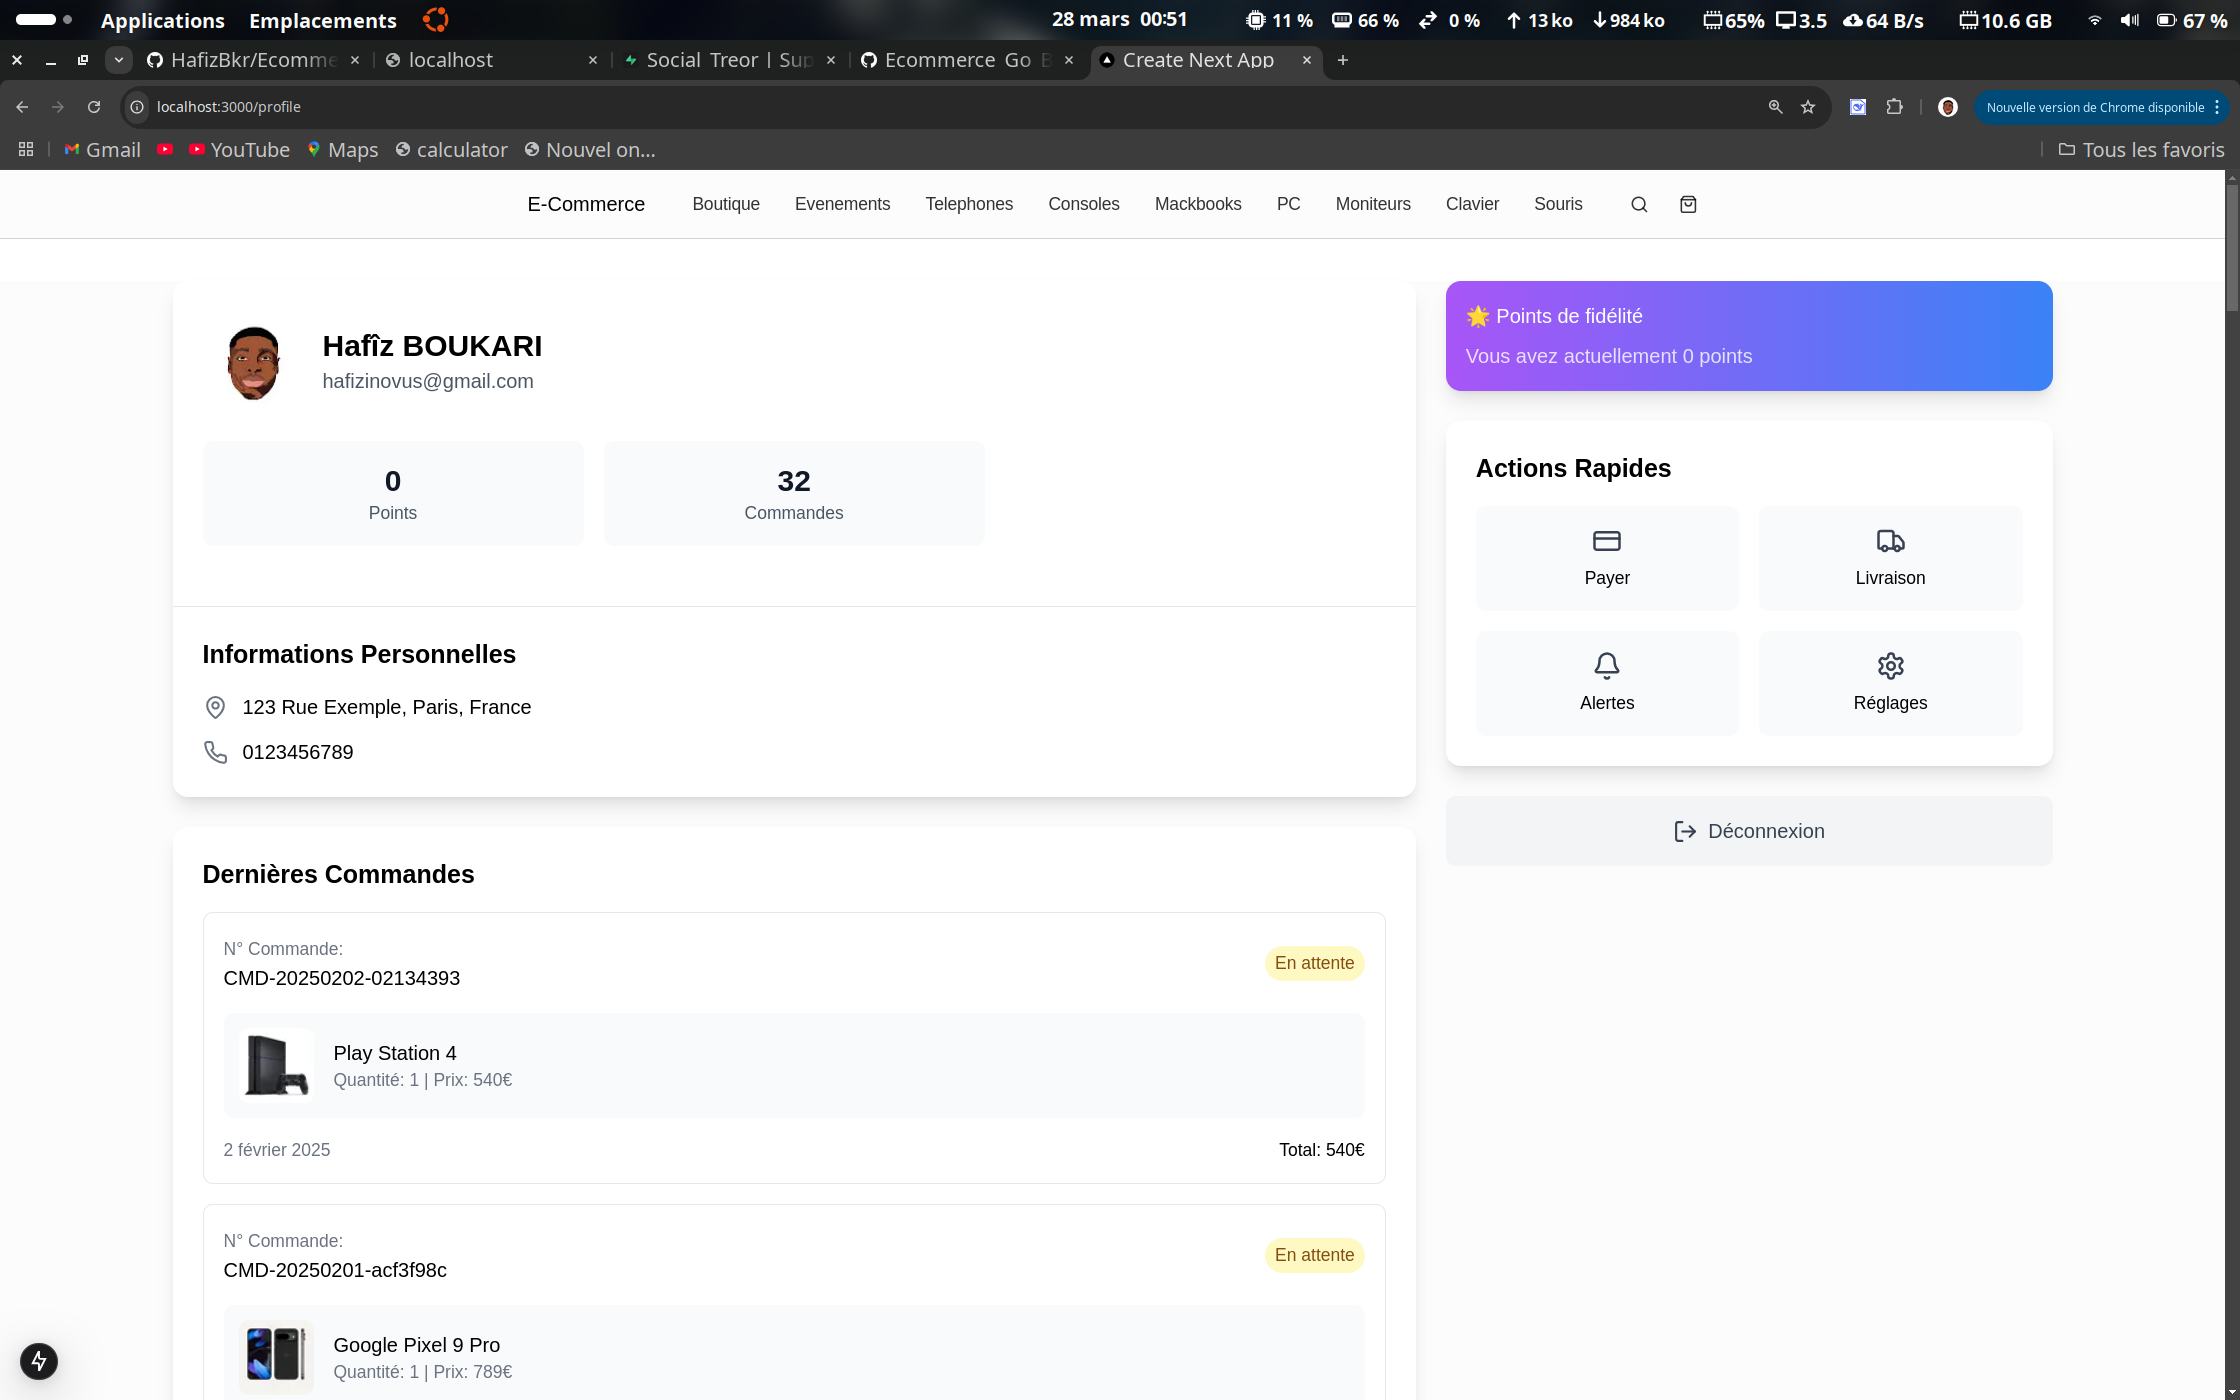 Applications Emplacements 28 mars 00:51 11 % 66 % 0 % 13 ko 984 ko 65% 3.5 64 B/s 10.6 GB 67 %
HafizBkr/Ecomme localhost Social Treor | Sup Ecommerce Go B Create Next App
localhost:3000/profile Nouvelle version de Chrome disponible
Gmail YouTube Maps calculator Nouvel on... Tous les favoris
E-Commerce Boutique Evenements Telephones Consoles Mackbooks PC Moniteurs Clavier Souris
Hafîz BOUKARI
hafizinovus@gmail.com
0
Points
32
Commandes
Informations Personnelles
123 Rue Exemple, Paris, France
0123456789
Dernières Commandes
N° Commande:
CMD-20250202-02134393
En attente
Play Station 4
Quantité: 1 | Prix: 540€
2 février 2025
Total: 540€
N° Commande:
CMD-20250201-acf3f98c
En attente
Google Pixel 9 Pro
Quantité: 1 | Prix: 789€
🌟 Points de fidélité
Vous avez actuellement 0 points
Actions Rapides
Payer
Livraison
Alertes
Réglages
Déconnexion